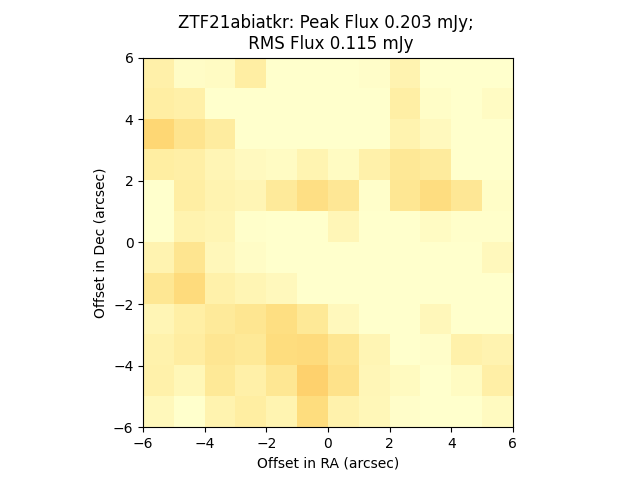 ZTF21abiatkr: Peak Flux 0.203 mJy;
RMS Flux 0.115 mJy
6
4
2
0
−2
−4
−6
Offset in Dec (arcsec)
−6 −4 −2 0 2 4 6
Offset in RA (arcsec)